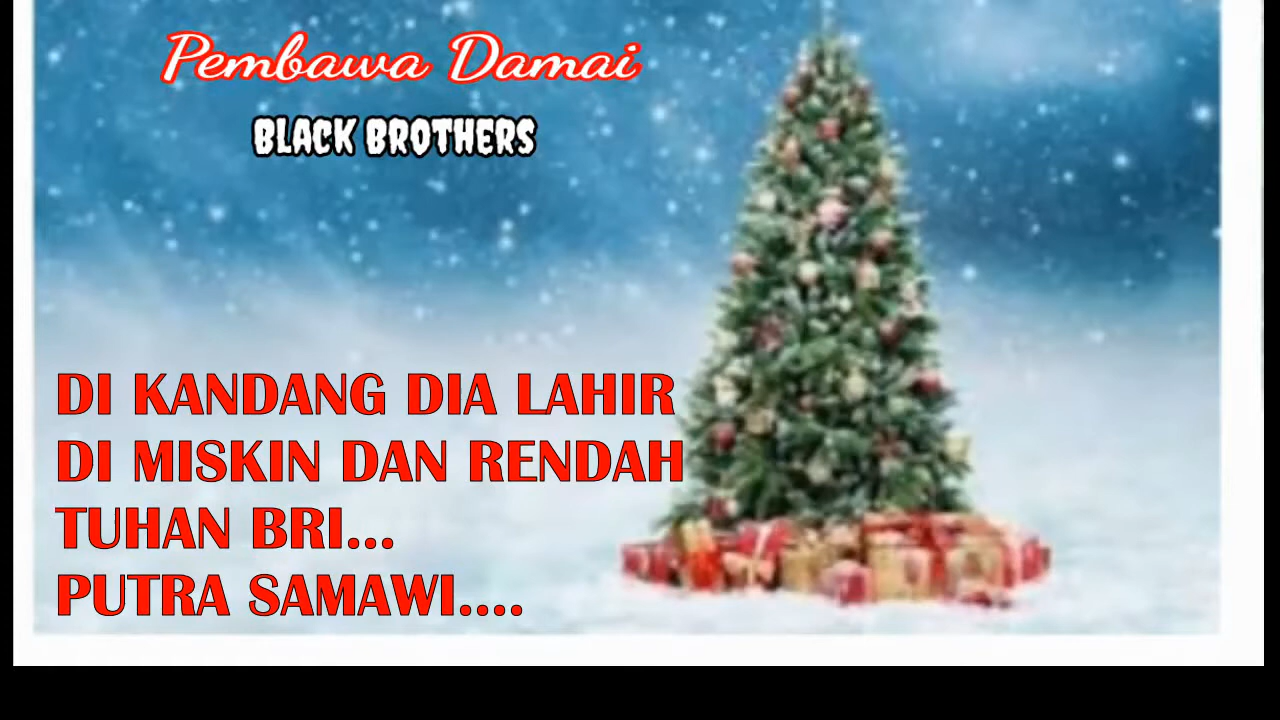 Pembawa Damai
BLACK BROTHERS
DI KANDANG DIA LAHIR
DI MISKIN DAN RENDAH
TUHAN BRI...
PUTRA SAMAWI....